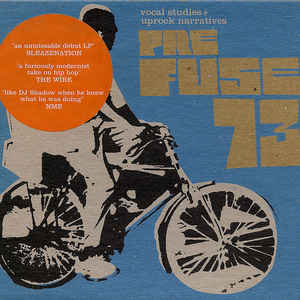 vocal studies +
uprock narratives
PRE
FUSE
73
"an unmissable debut LP"
SLEAZENATION
"a furiously modernist
take on hip hop"
THE WIRE
"like DJ Shadow when he knew
what he was doing"
NME